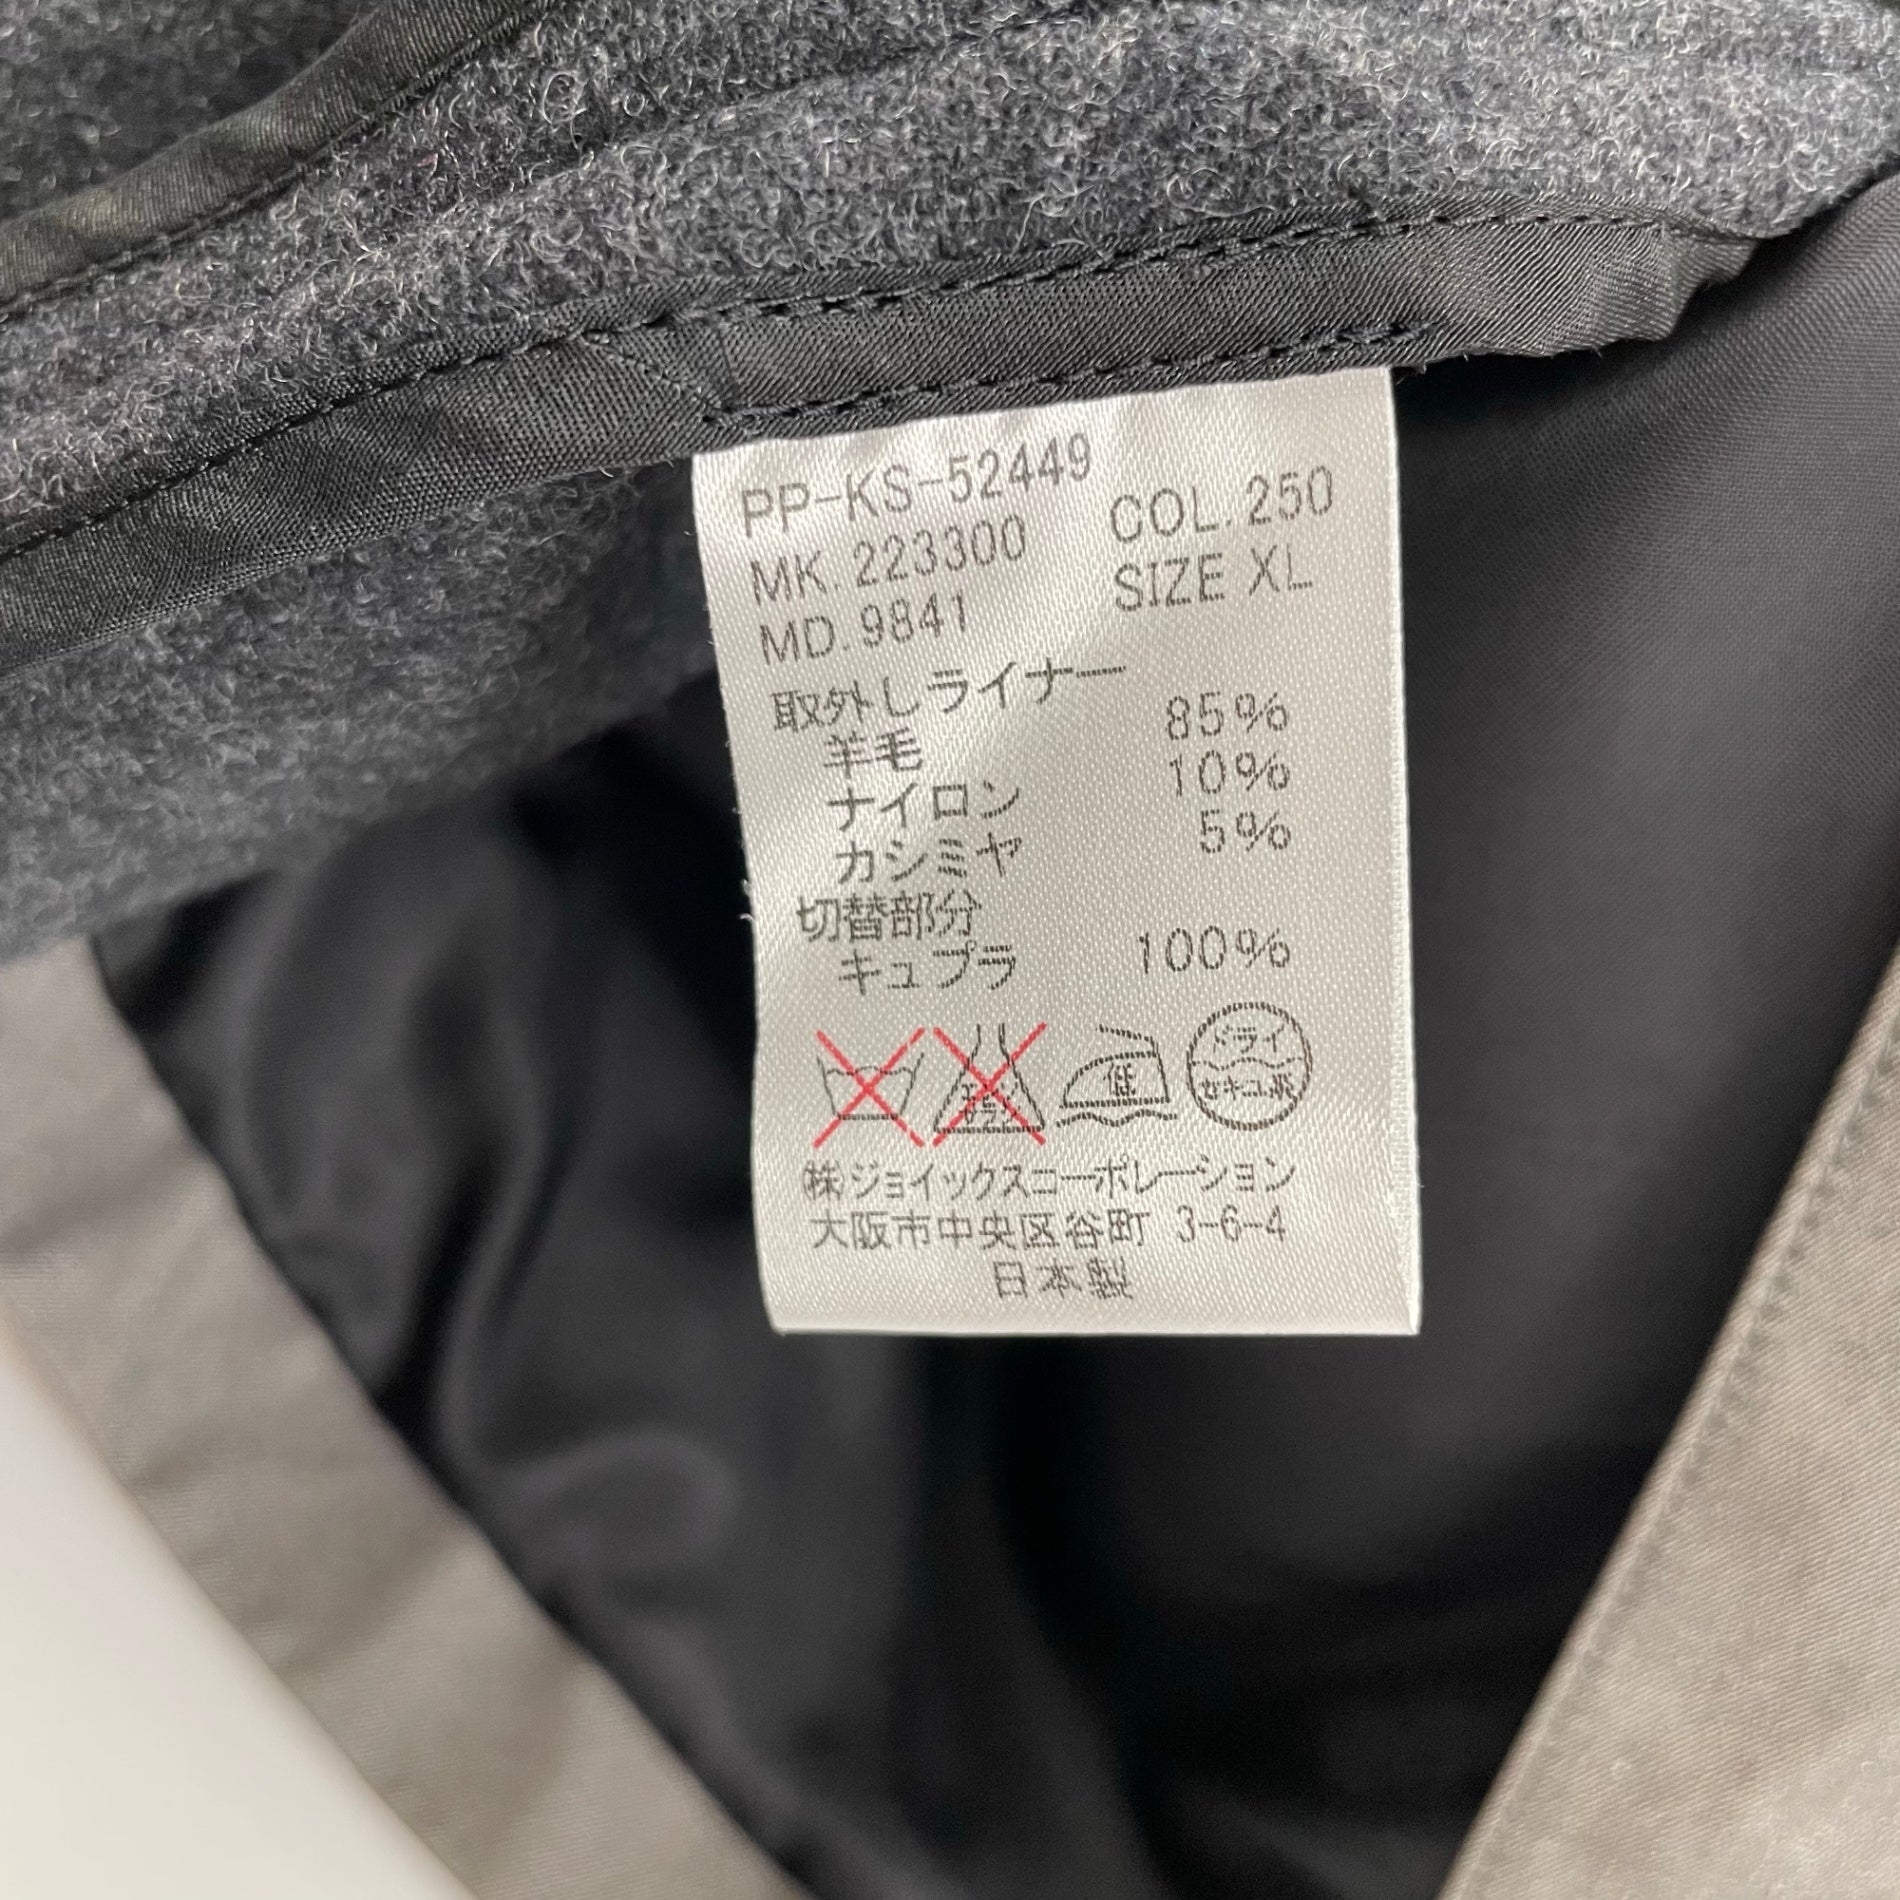 PP-KS-52449
MK.223300 COL.250
MD.9841 SIZE XL
取外しライナー
羊毛 85%
ナイロン 10%
カシミヤ 5%
切替部分
キュプラ 100%
低 ドライ
セキユ系
㈱ジョイックスコーポレーション
大阪市中央区谷町 3-6-4
日本製